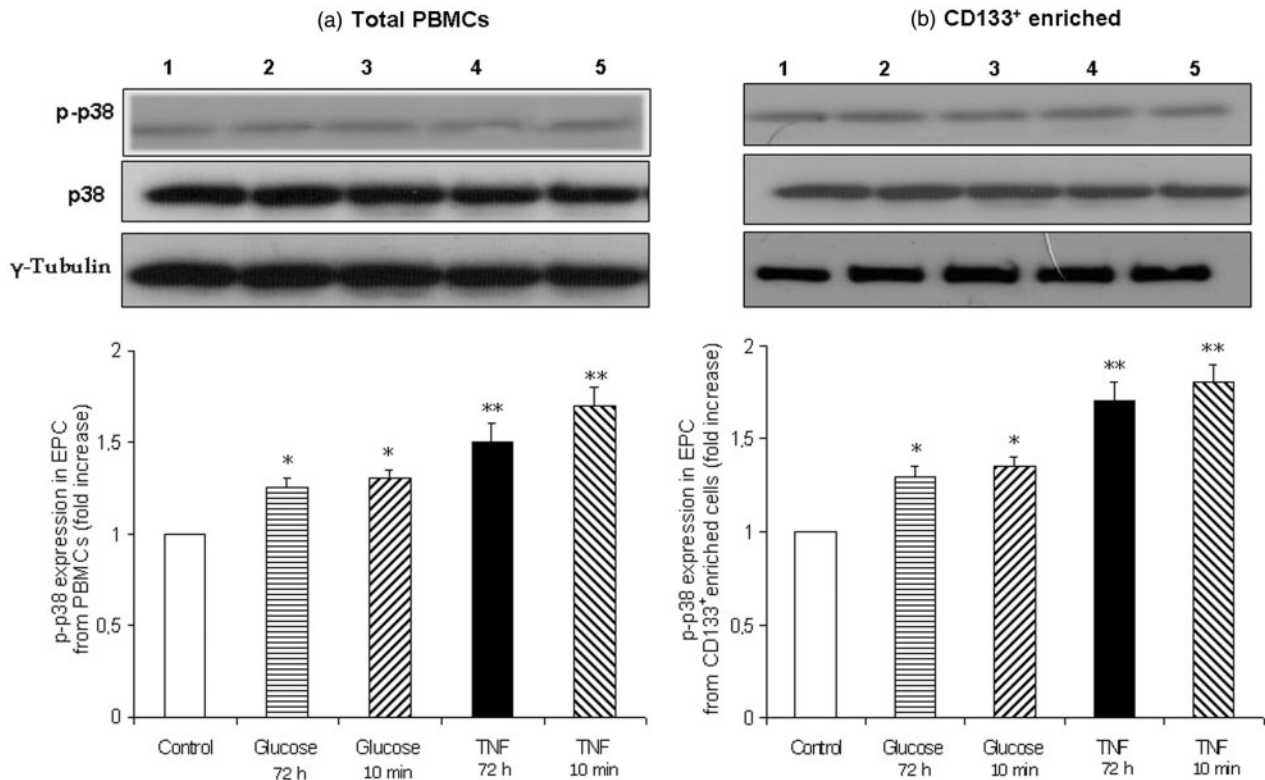 (a) Total PBMCs
1 2 3 4 5
p-p38
p38
γ-Tubulin
2
1.5
1
0.5
0
p-p38 expression in EPC
from PBMCs (fold increase)
*
*
**
**
Control
Glucose
72 h
Glucose
10 min
TNF
72 h
TNF
10 min
(b) CD133⁺ enriched
1 2 3 4 5
2
1.5
1
0,5
0
p-p38 expression in EPC
from CD133⁺enriched cells (fold increase)
*
*
**
**
Control
Glucose
72 h
Glucose
10 min
TNF
72 h
TNF
10 min